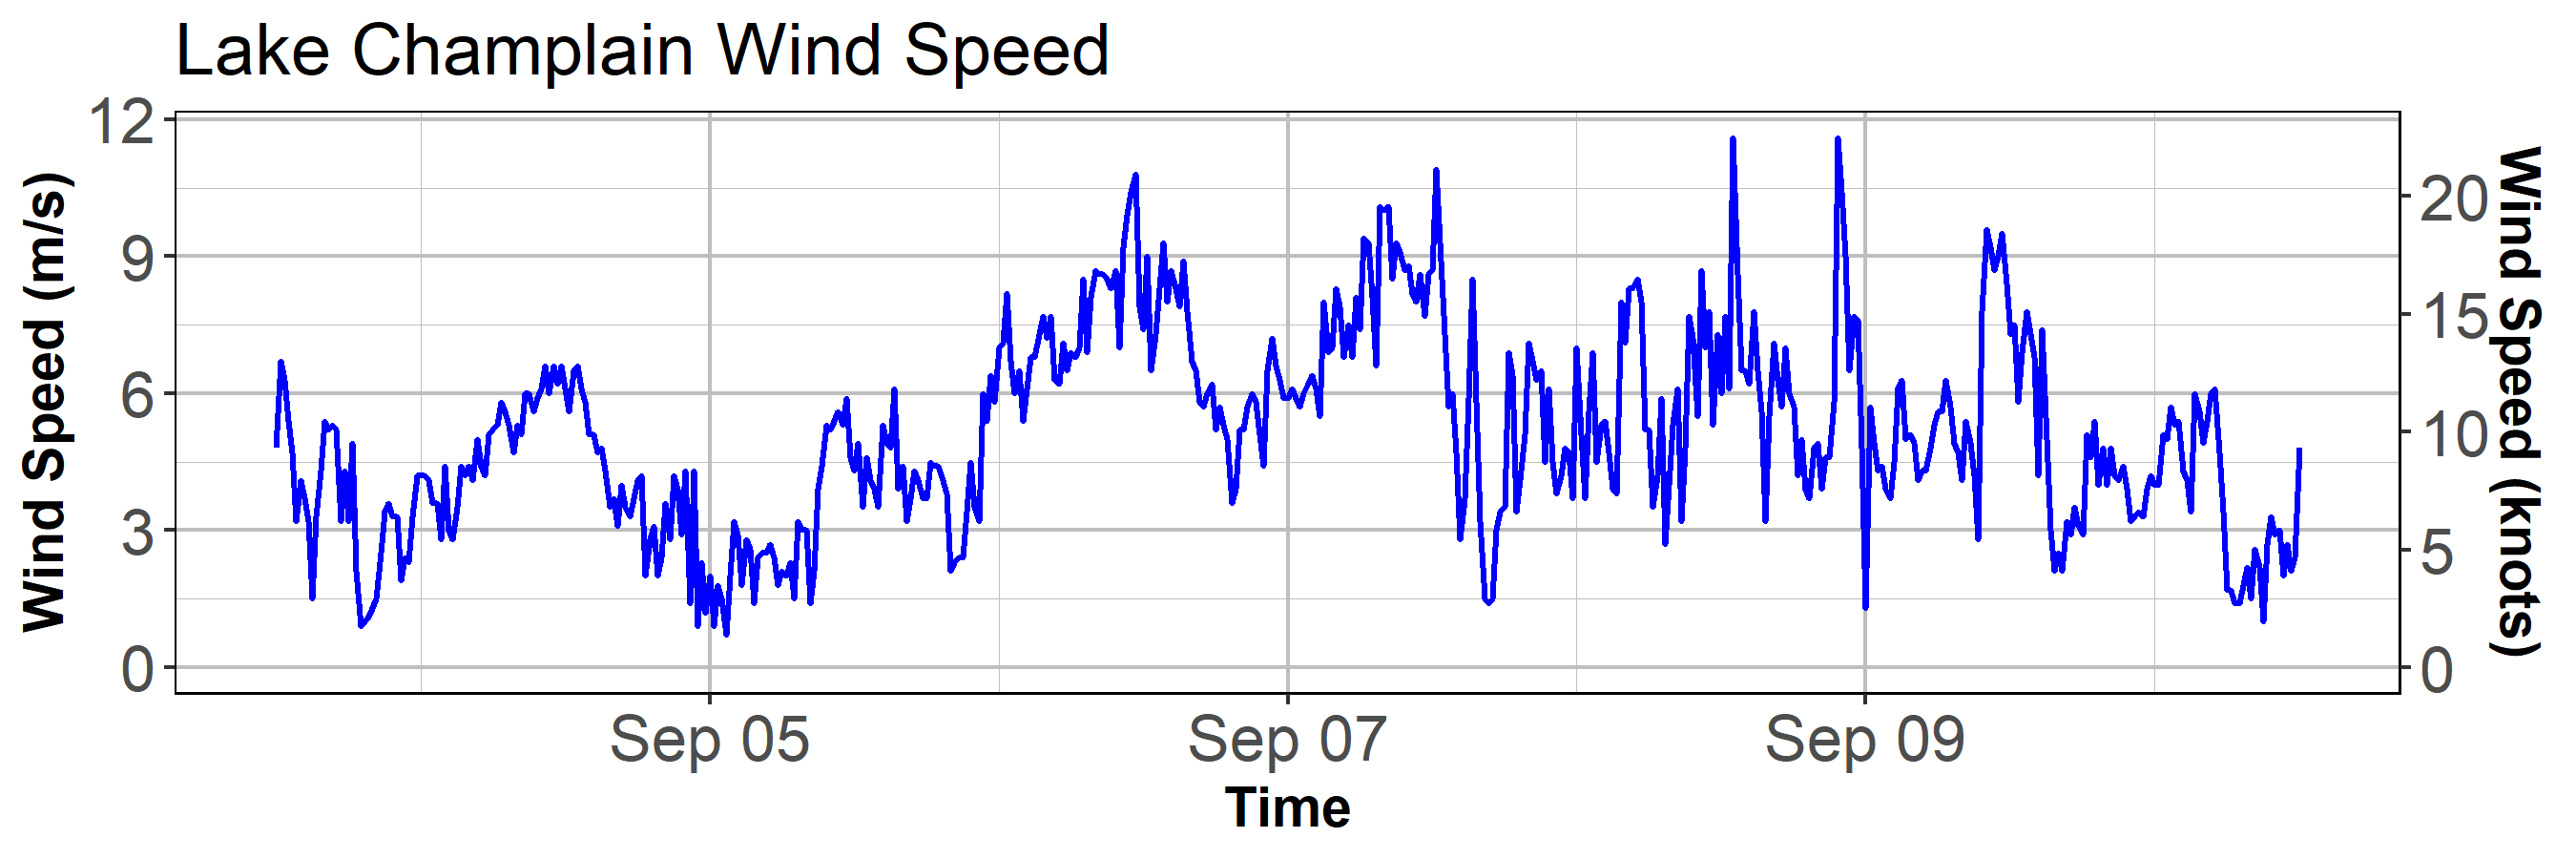 Lake Champlain Wind Speed
12
9
6
3
0
Wind Speed (m/s)
20
15
10
5
0
Wind Speed (knots)
Sep 05
Sep 07
Sep 09
Time